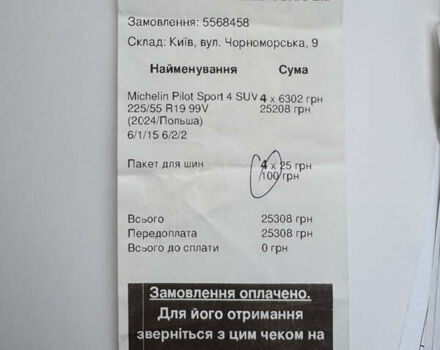 Замовлення: 5568458
Склад: Київ, вул. Чорноморська, 9
Найменування Сума
Michelin Pilot Sport 4 SUV 4 x 6302 грн
225/55 R19 99V 25208 грн
(2024/Польша)
6/1/15 6/2/2
Пакет для шин 4 x 25 грн
100 грн
Всього 25308 грн
Передоплата 25308 грн
Всього до сплати 0 грн
Замовлення оплачено.
Для його отримання
зверніться з цим чеком на